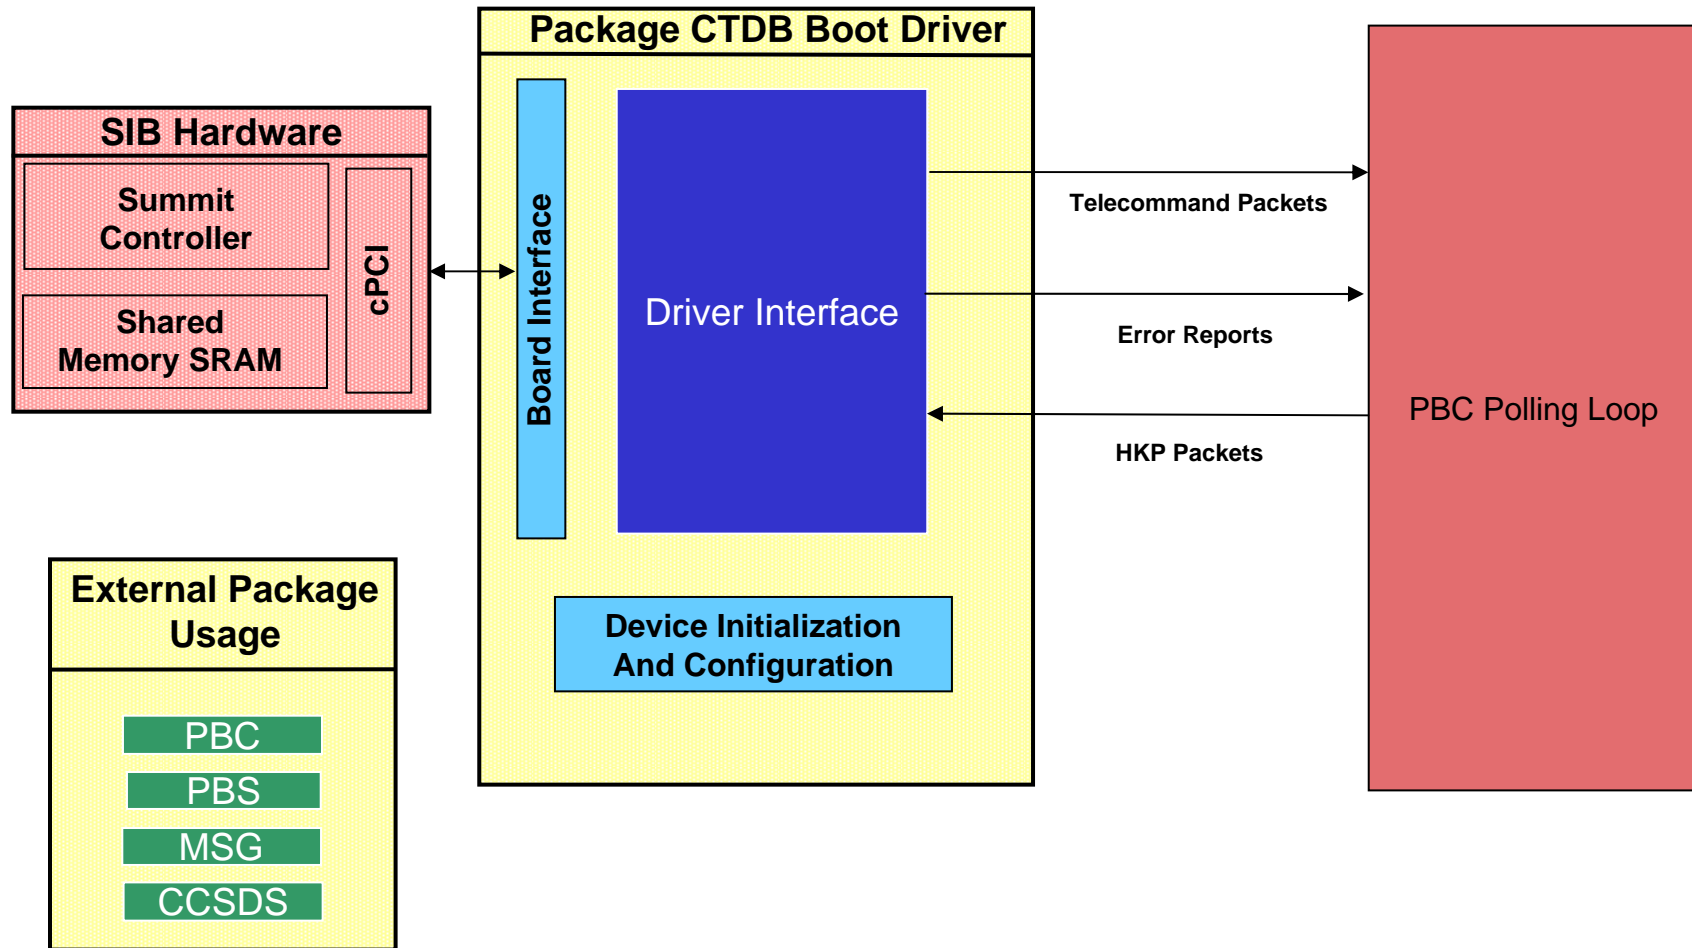 Package CTDB Boot Driver
SIB Hardware
Summit
Controller
Shared
Memory SRAM
cPCI
Board Interface
Driver Interface
Device Initialization
And Configuration
Telecommand Packets
Error Reports
HKP Packets
PBC Polling Loop
External Package
Usage
PBC
PBS
MSG
CCSDS